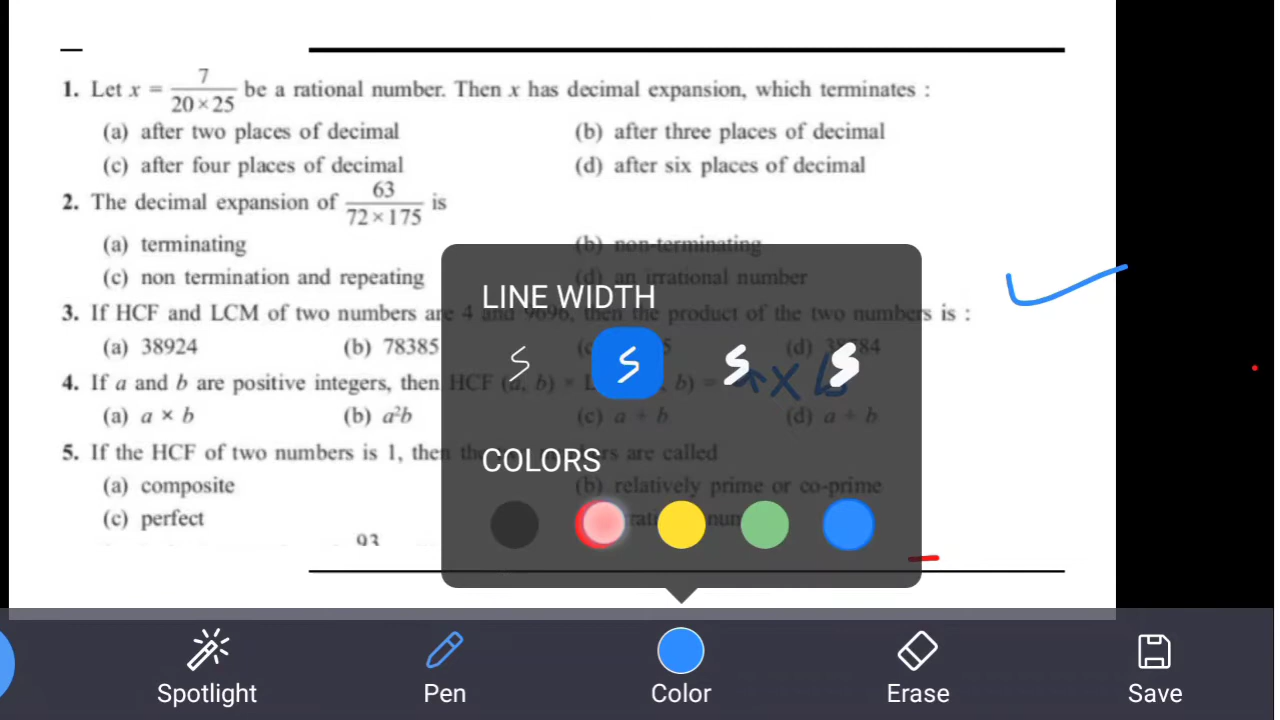 1. Let x = 7 / 20 × 25 be a rational number. Then x has decimal expansion, which terminates :
(a) after two places of decimal (b) after three places of decimal
(c) after four places of decimal (d) after six places of decimal
2. The decimal expansion of 63 / 72 × 175 is
(a) terminating (b) non-terminating
(c) non termination and repeating (d) an irrational number
3. If HCF and LCM of two numbers are 4 and 9696, then the product of the two numbers is :
(a) 38924 (b) 78385 (d)
4. If a and b are positive integers, then HCF (a, b) × b) =
(a) a × b (b) a²b (c) a + b (d) a ÷ b
5. If the HCF of two numbers is 1, then the are called
(a) composite (b) relatively prime or co-prime
(c) perfect
93
LINE WIDTH
COLORS
× b
Spotlight Pen Color Erase Save